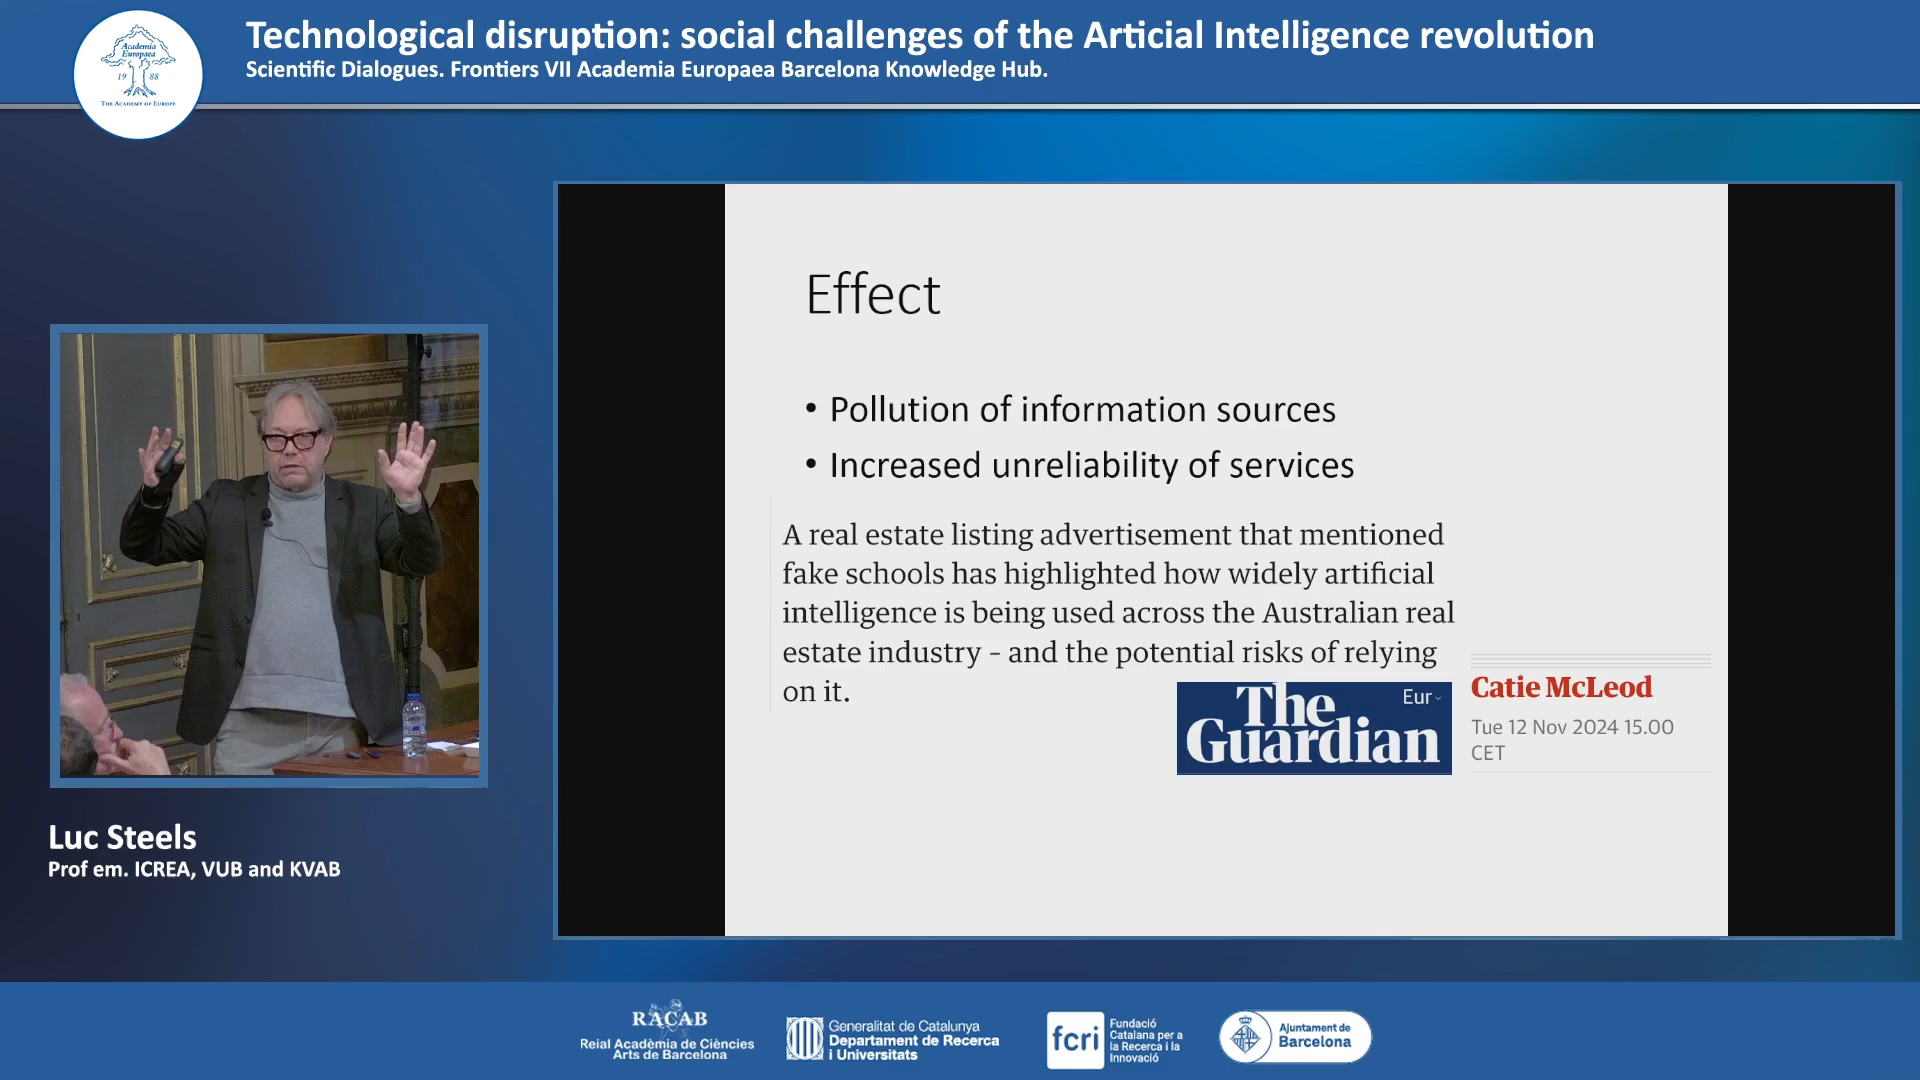 Technological disruption: social challenges of the Articial Intelligence revolution
Scientific Dialogues. Frontiers VII Academia Europaea Barcelona Knowledge Hub.
Academia
Europaea
19 88
THE ACADEMY OF EUROPE
Effect
• Pollution of information sources
• Increased unreliability of services
A real estate listing advertisement that mentioned
fake schools has highlighted how widely artificial
intelligence is being used across the Australian real
estate industry – and the potential risks of relying
on it.
The
Guardian
Eur
Catie McLeod
Tue 12 Nov 2024 15.00
CET
Luc Steels
Prof em. ICREA, VUB and KVAB
RACAB
Reial Acadèmia de Ciències
Arts de Barcelona
Generalitat de Catalunya
Departament de Recerca
i Universitats
fcri
Fundació
Catalana per a
la Recerca i la
Innovació
Ajuntament de
Barcelona